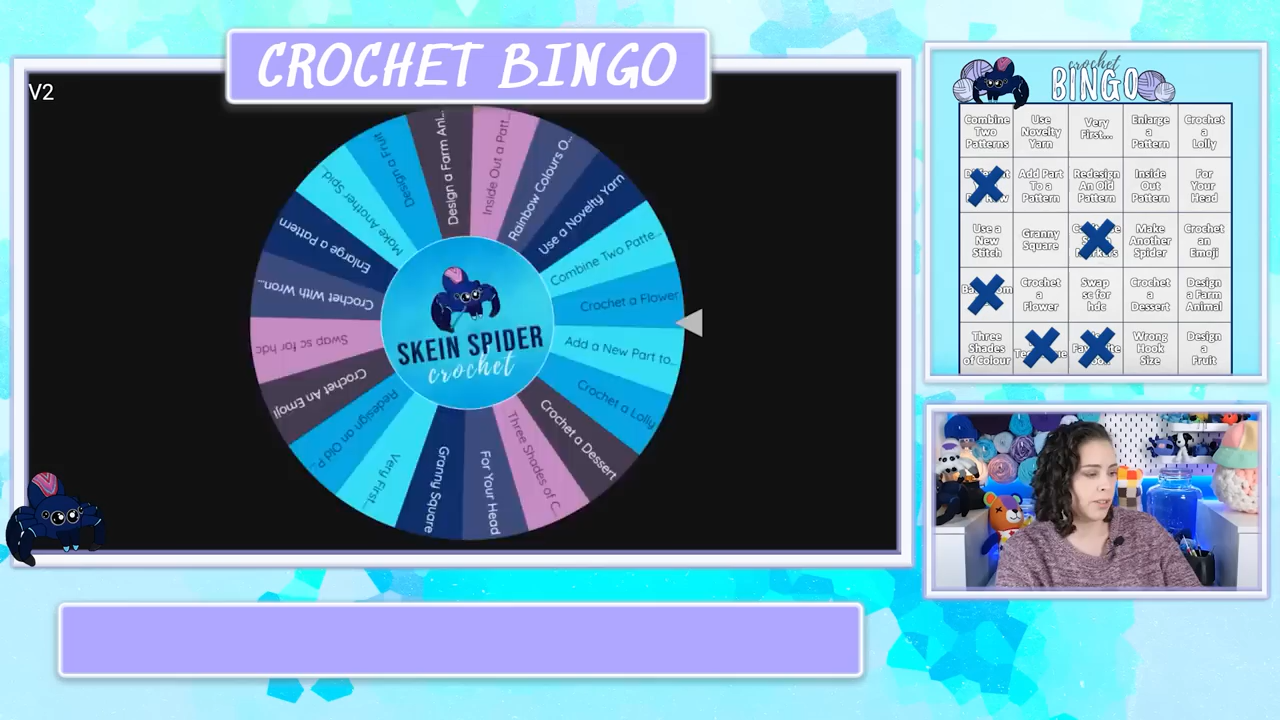 CROCHET BINGO
V2
Design a Farm Ani...
Inside Out a Patt...
Rainbow Colours O...
Use a Novelty Yarn
Combine Two Patte...
Crochet a Flower
Add a New Part to...
Crochet a Lolly
Crochet a Dessert
Three Shades of C...
For Your Head
Granny Square
Very First...
Redesign an Old P...
Crochet An Emoji
Swap sc for hdc
Crochet With Wron...
Enlarge a Pattern
Make Another Spid...
Design a Fruit
SKEIN SPIDER
crochet
crochet
BINGO
Combine
Two
Patterns
Use
Novelty
Yarn
Very
First...
Enlarge
a
Pattern
Crochet
a
Lolly
Add Part
To a
Pattern
Redesign
An Old
Pattern
Inside
Out
Pattern
For
Your
Head
Use a
New
Stitch
Granny
Square
Make
Another
Spider
Crochet
an
Emoji
Crochet
a
Flower
Swap
sc for
hdc
Crochet
a
Dessert
Design
a Farm
Animal
Three
Shades
of Colour
Wrong
Hook
Size
Design
a
Fruit